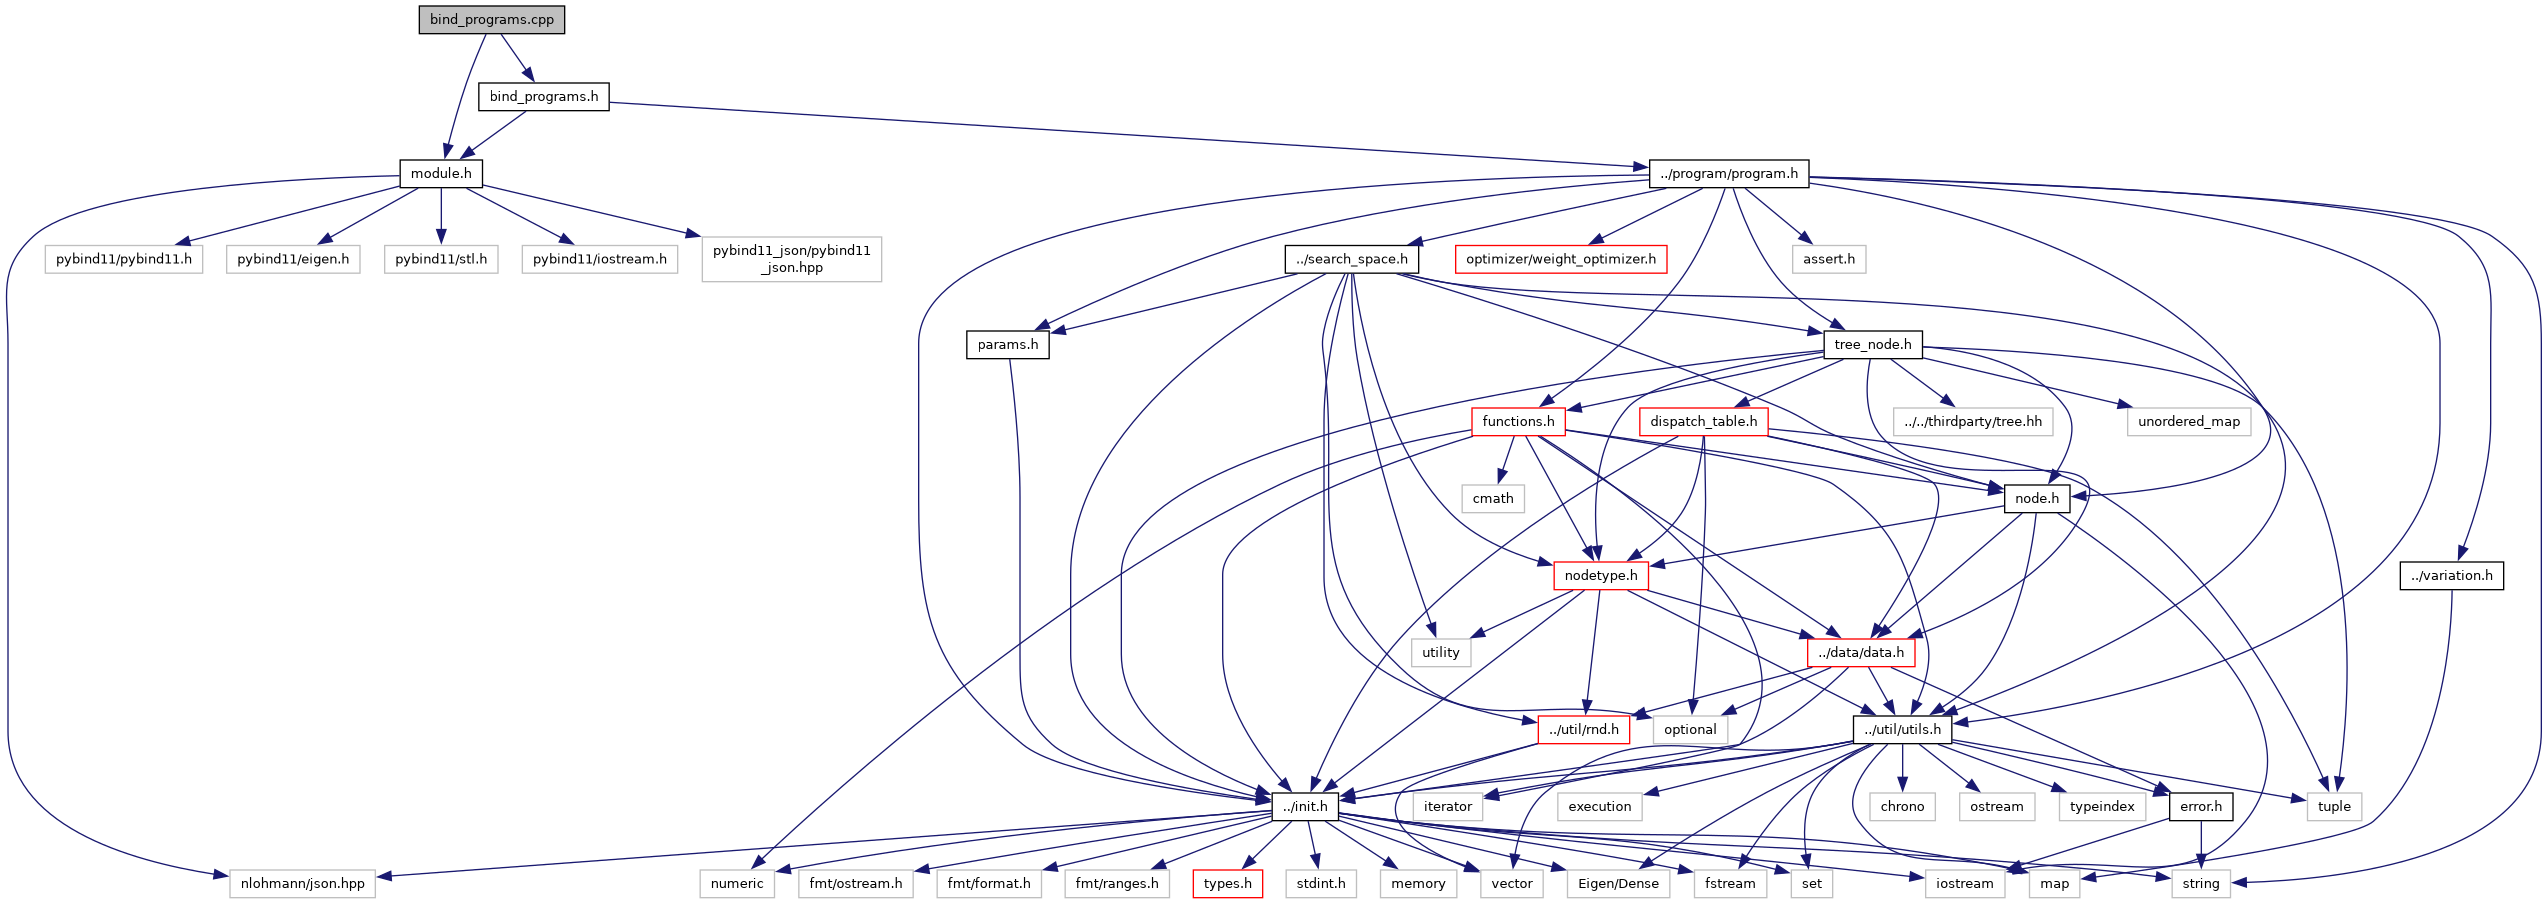 bind_programs.cpp
bind_programs.h
module.h
../program/program.h
pybind11/pybind11.h
pybind11/eigen.h
pybind11/stl.h
pybind11/iostream.h
pybind11_json/pybind11
_json.hpp
../search_space.h
optimizer/weight_optimizer.h
assert.h
params.h
tree_node.h
functions.h
dispatch_table.h
../../thirdparty/tree.hh
unordered_map
cmath
node.h
nodetype.h
../variation.h
utility
../data/data.h
../util/rnd.h
optional
../util/utils.h
../init.h
iterator
execution
chrono
ostream
typeindex
error.h
tuple
nlohmann/json.hpp
numeric
fmt/ostream.h
fmt/format.h
fmt/ranges.h
types.h
stdint.h
memory
vector
Eigen/Dense
fstream
set
iostream
map
string